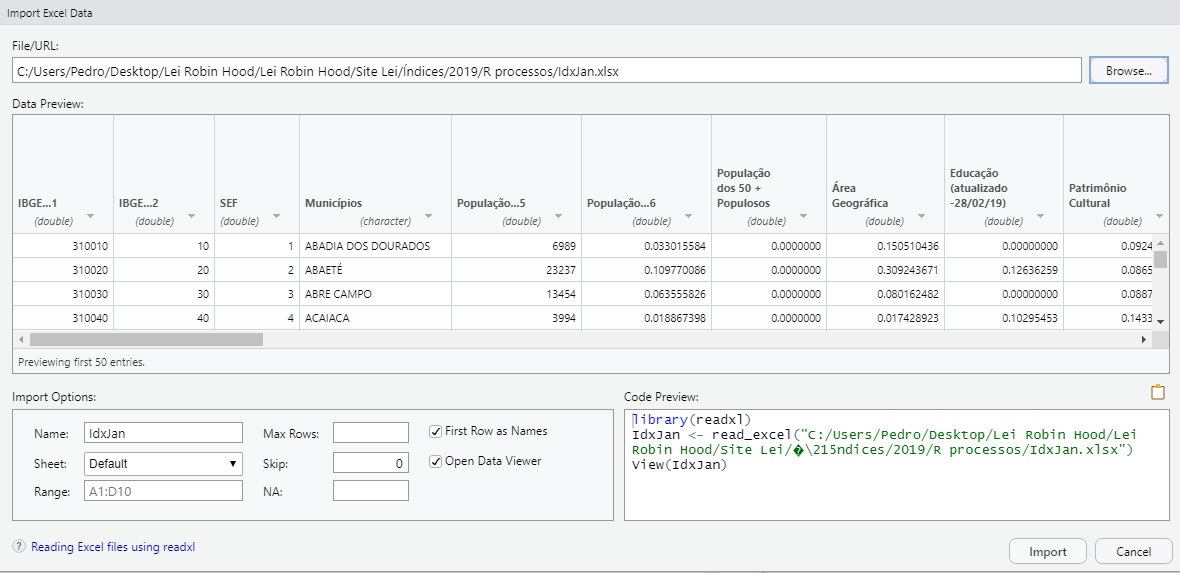 Import Excel Data
File/URL:
C:/Users/Pedro/Desktop/Lei Robin Hood/Lei Robin Hood/Site Lei/Índices/2019/R processos/IdxJan.xlsx
Browse...
Data Preview:
IBGE...1 (double)
IBGE...2 (double)
SEF (double)
Municípios (character)
População...5 (double)
População...6 (double)
População dos 50 + Populosos (double)
Área Geográfica (double)
Educação (atualizado -28/02/19) (double)
Patrimônio Cultural (double)
310010 10 1 ABADIA DOS DOURADOS 6989 0.033015584 0.0000000 0.150510436 0.00000000 0.0924
310020 20 2 ABAETÉ 23237 0.109770086 0.0000000 0.309243671 0.12636259 0.0865
310030 30 3 ABRE CAMPO 13454 0.063555826 0.0000000 0.080162482 0.00000000 0.0887
310040 40 4 ACAIACA 3994 0.018867398 0.0000000 0.017428923 0.10295453 0.1433
Previewing first 50 entries.
Import Options:
Name: IdxJan
Max Rows:
First Row as Names
Sheet: Default
Skip: 0
Open Data Viewer
Range: A1:D10
NA:
Code Preview:
library(readxl)
IdxJan <- read_excel("C:/Users/Pedro/Desktop/Lei Robin Hood/Lei
Robin Hood/Site Lei/�\215ndices/2019/R processos/IdxJan.xlsx")
View(IdxJan)
? Reading Excel files using readxl
Import
Cancel